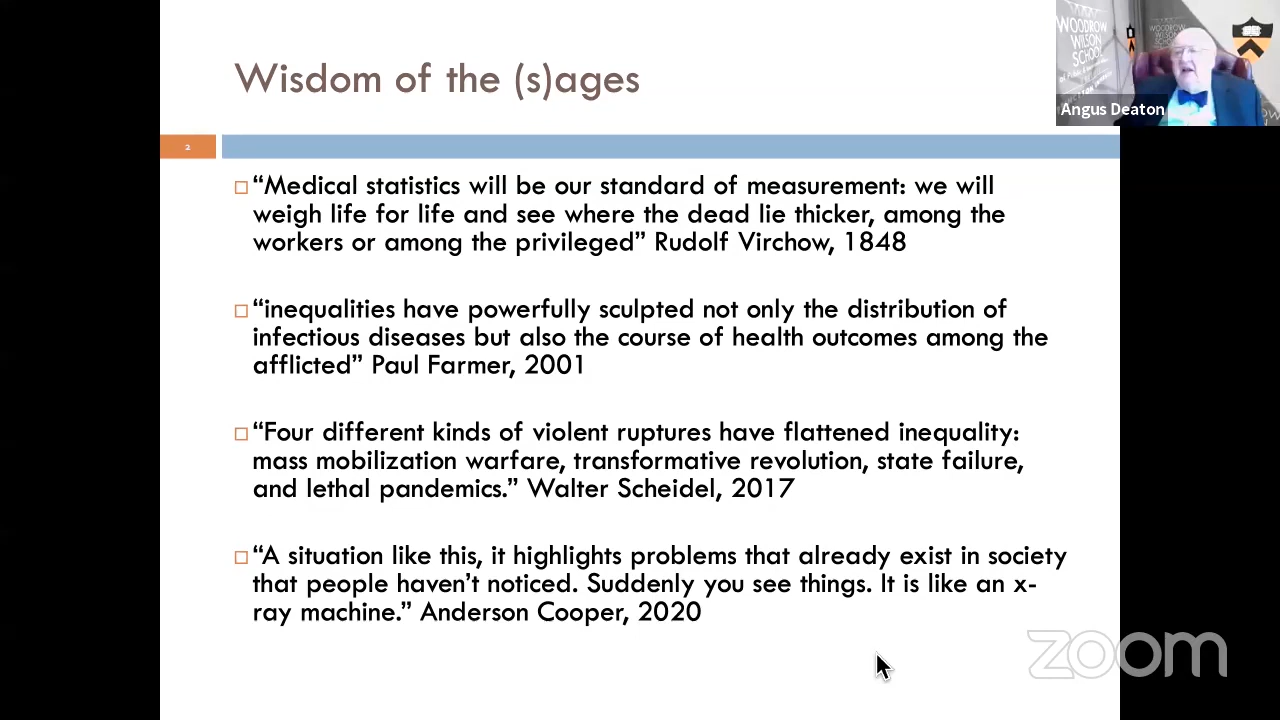 Wisdom of the (s)ages
WOODROW
WILSON
SCHOOL
Angus Deaton
2
“Medical statistics will be our standard of measurement: we will
weigh life for life and see where the dead lie thicker, among the
workers or among the privileged” Rudolf Virchow, 1848
“inequalities have powerfully sculpted not only the distribution of
infectious diseases but also the course of health outcomes among the
afflicted” Paul Farmer, 2001
“Four different kinds of violent ruptures have flattened inequality:
mass mobilization warfare, transformative revolution, state failure,
and lethal pandemics.” Walter Scheidel, 2017
“A situation like this, it highlights problems that already exist in society
that people haven’t noticed. Suddenly you see things. It is like an x-
ray machine.” Anderson Cooper, 2020
zoom